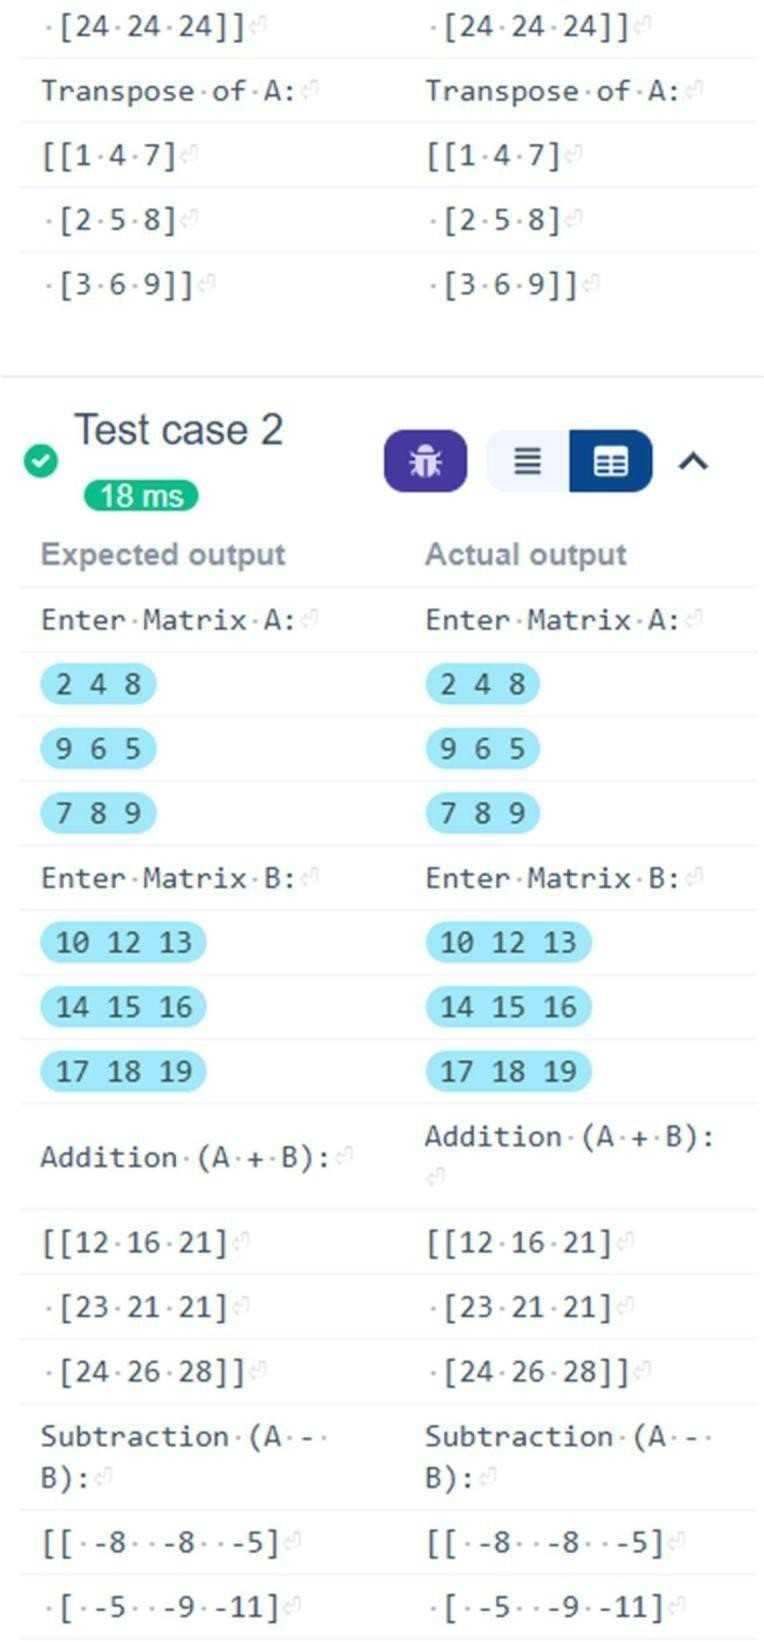 ·[24·24·24]]⏎ ·[24·24·24]]⏎
Transpose·of·A:⏎ Transpose·of·A:⏎
[[1·4·7]⏎ [[1·4·7]⏎
·[2·5·8]⏎ ·[2·5·8]⏎
·[3·6·9]]⏎ ·[3·6·9]]⏎
Test case 2
18 ms
Expected output Actual output
Enter·Matrix·A:⏎ Enter·Matrix·A:⏎
2 4 8 2 4 8
9 6 5 9 6 5
7 8 9 7 8 9
Enter·Matrix·B:⏎ Enter·Matrix·B:⏎
10 12 13 10 12 13
14 15 16 14 15 16
17 18 19 17 18 19
Addition·(A·+·B):⏎ Addition·(A·+·B):
⏎
[[12·16·21]⏎ [[12·16·21]⏎
·[23·21·21]⏎ ·[23·21·21]⏎
·[24·26·28]]⏎ ·[24·26·28]]⏎
Subtraction·(A·-· Subtraction·(A·-·
B):⏎ B):⏎
[[·-8··-8··-5]⏎ [[·-8··-8··-5]⏎
·[·-5··-9·-11]⏎ ·[·-5··-9·-11]⏎